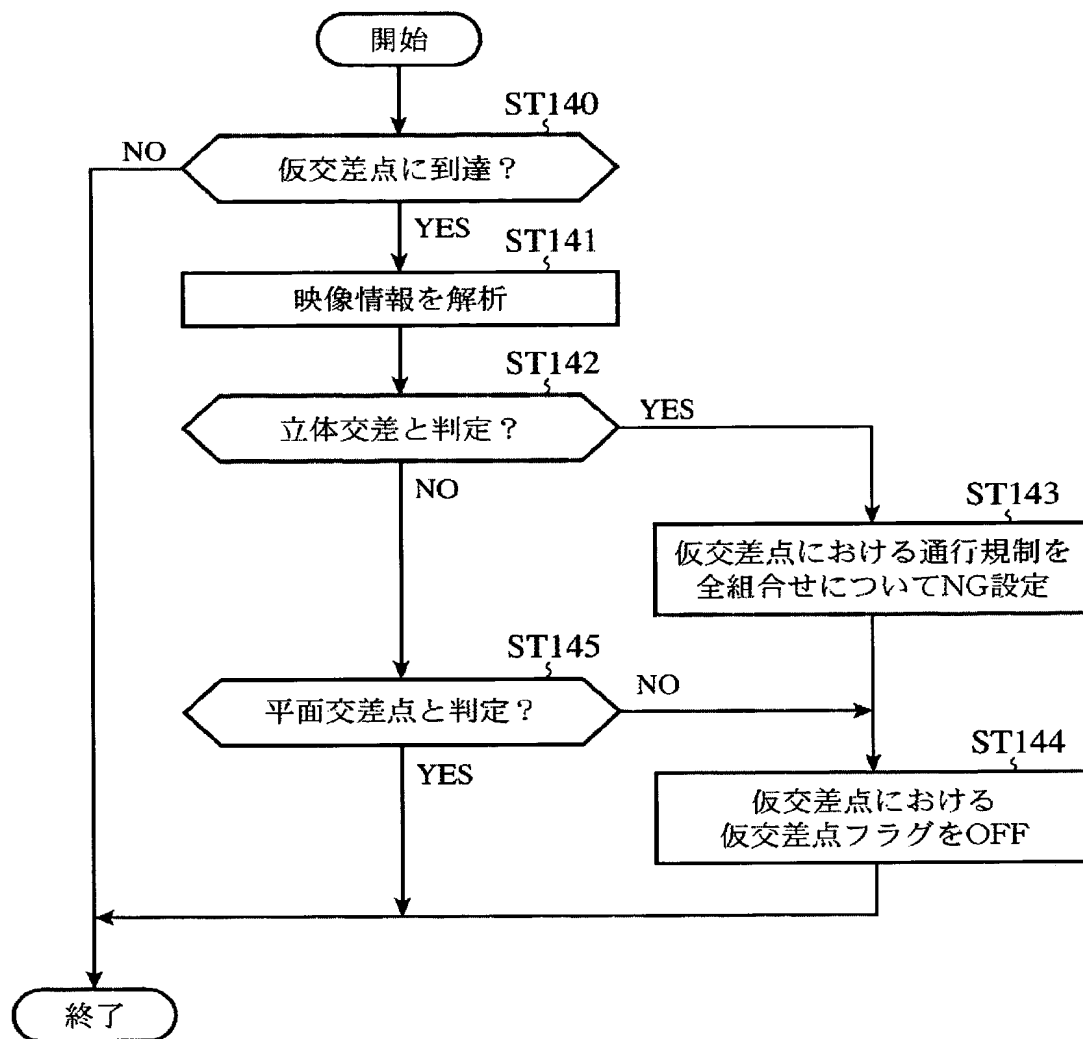 開始
ST140
NO
仮交差点に到達？
YES
ST141
映像情報を解析
ST142
立体交差と判定？
YES
NO
ST143
仮交差点における通行規制を
全組合せについてNG設定
ST145
平面交差点と判定？
NO
YES
ST144
仮交差点における
仮交差点フラグをOFF
終了